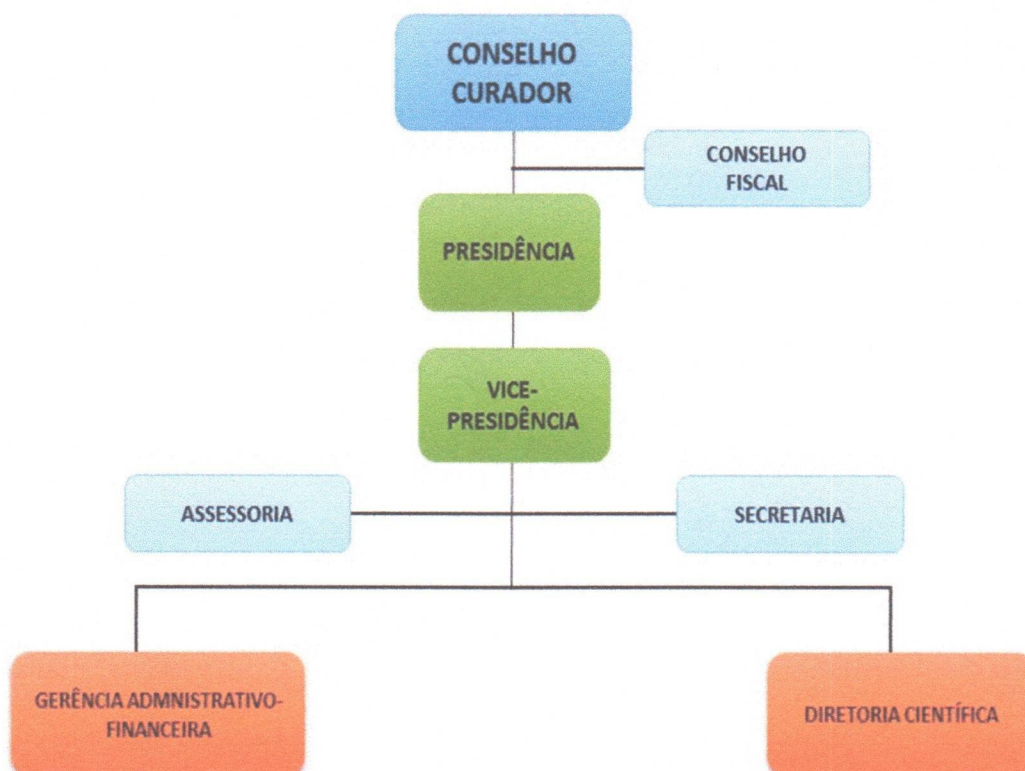 CONSELHO
CURADOR
CONSELHO
FISCAL
PRESIDÊNCIA
VICE-
PRESIDÊNCIA
ASSESSORIA
SECRETARIA
GERÊNCIA ADMNISTRATIVO-
FINANCEIRA
DIRETORIA CIENTÍFICA